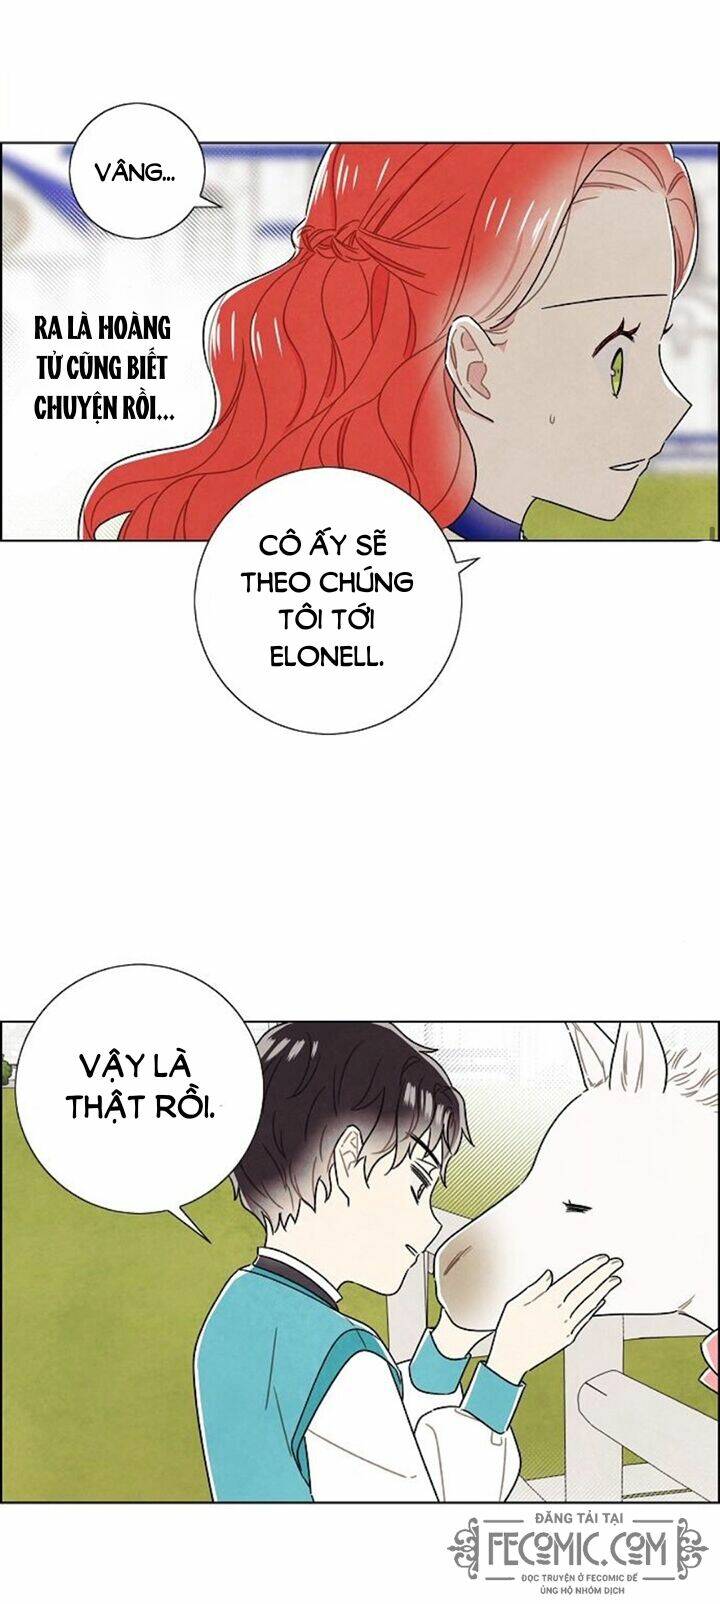 VÂNG...
RA LÀ HOÀNG
TỬ CŨNG BIẾT
CHUYỆN RỒI...
CÔ ẤY SẼ
THEO CHÚNG
TÔI TỚI
ELONELL.
VẬY LÀ
THẬT RỒI.
ĐĂNG TẢI TẠI
FECOMIC.COM
ĐỌC TRUYỆN Ở FECOMIC ĐỂ
ỦNG HỘ NHÓM DỊCH